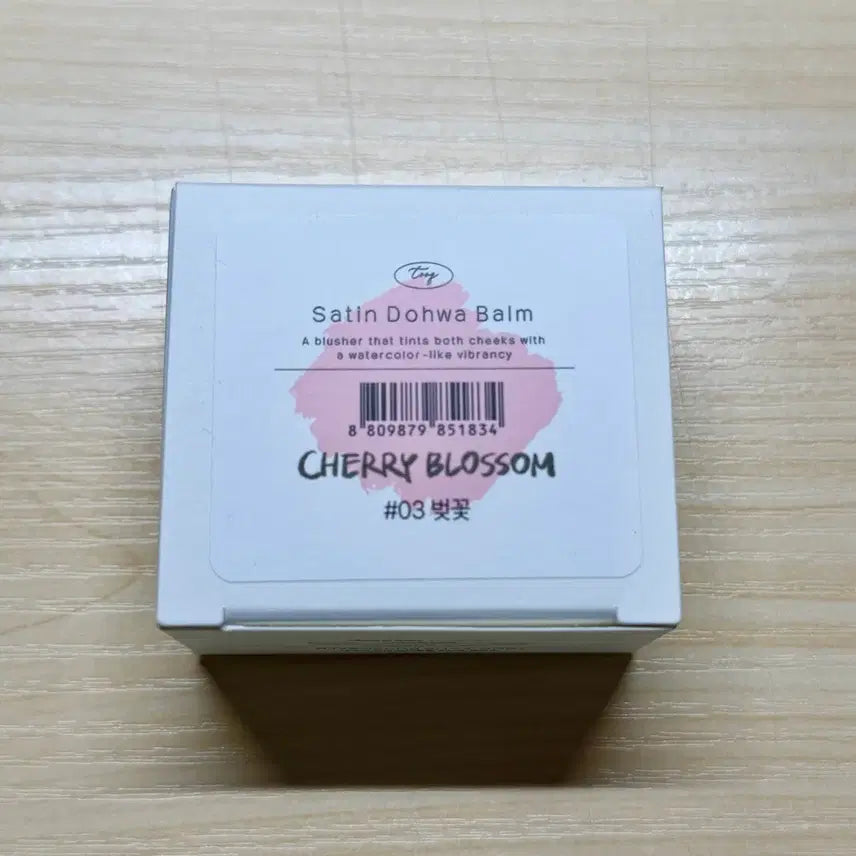 Satin Dohwa Balm
A blusher that tints both cheeks with
a watercolor-like vibrancy
8 809879 851834
CHERRY BLOSSOM
#03 벚꽃